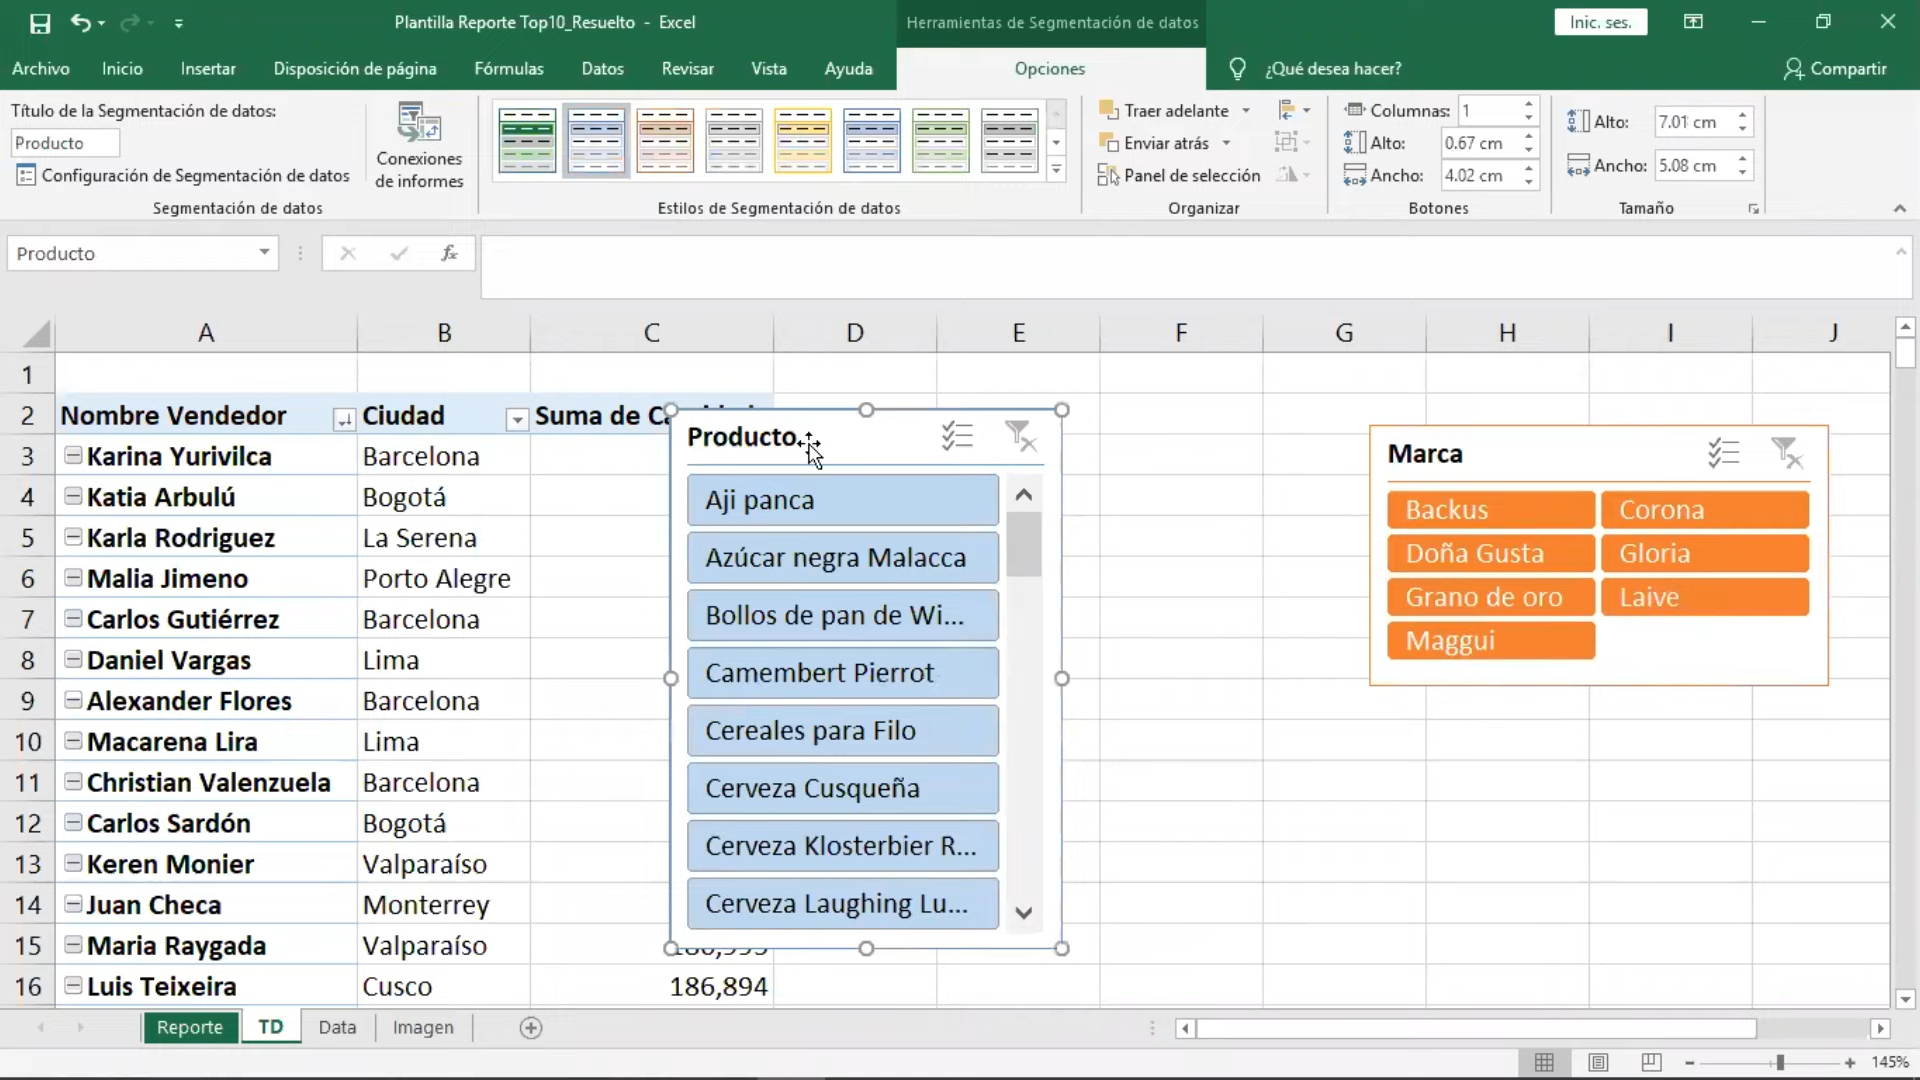 Plantilla Reporte Top10_Resuelto - Excel
Herramientas de Segmentación de datos
Inic. ses.
Archivo Inicio Insertar Disposición de página Fórmulas Datos Revisar Vista Ayuda Opciones ¿Qué desea hacer? Compartir
Título de la Segmentación de datos:
Producto
Configuración de Segmentación de datos
Segmentación de datos
Conexiones
de informes
Estilos de Segmentación de datos
Traer adelante
Enviar atrás
Panel de selección
Organizar
Columnas: 1
Alto: 0.67 cm
Ancho: 4.02 cm
Botones
Alto: 7.01 cm
Ancho: 5.08 cm
Tamaño
Producto
fx
A B C D E F G H I J
1
2 Nombre Vendedor Ciudad Suma de
3 Karina Yurivilca Barcelona
4 Katia Arbulú Bogotá
5 Karla Rodriguez La Serena
6 Malia Jimeno Porto Alegre
7 Carlos Gutiérrez Barcelona
8 Daniel Vargas Lima
9 Alexander Flores Barcelona
10 Macarena Lira Lima
11 Christian Valenzuela Barcelona
12 Carlos Sardón Bogotá
13 Keren Monier Valparaíso
14 Juan Checa Monterrey
15 Maria Raygada Valparaíso
16 Luis Teixeira Cusco 186,894
Producto
Aji panca
Azúcar negra Malacca
Bollos de pan de Wi...
Camembert Pierrot
Cereales para Filo
Cerveza Cusqueña
Cerveza Klosterbier R...
Cerveza Laughing Lu...
Marca
Backus Corona
Doña Gusta Gloria
Grano de oro Laive
Maggui
Reporte TD Data Imagen
145%